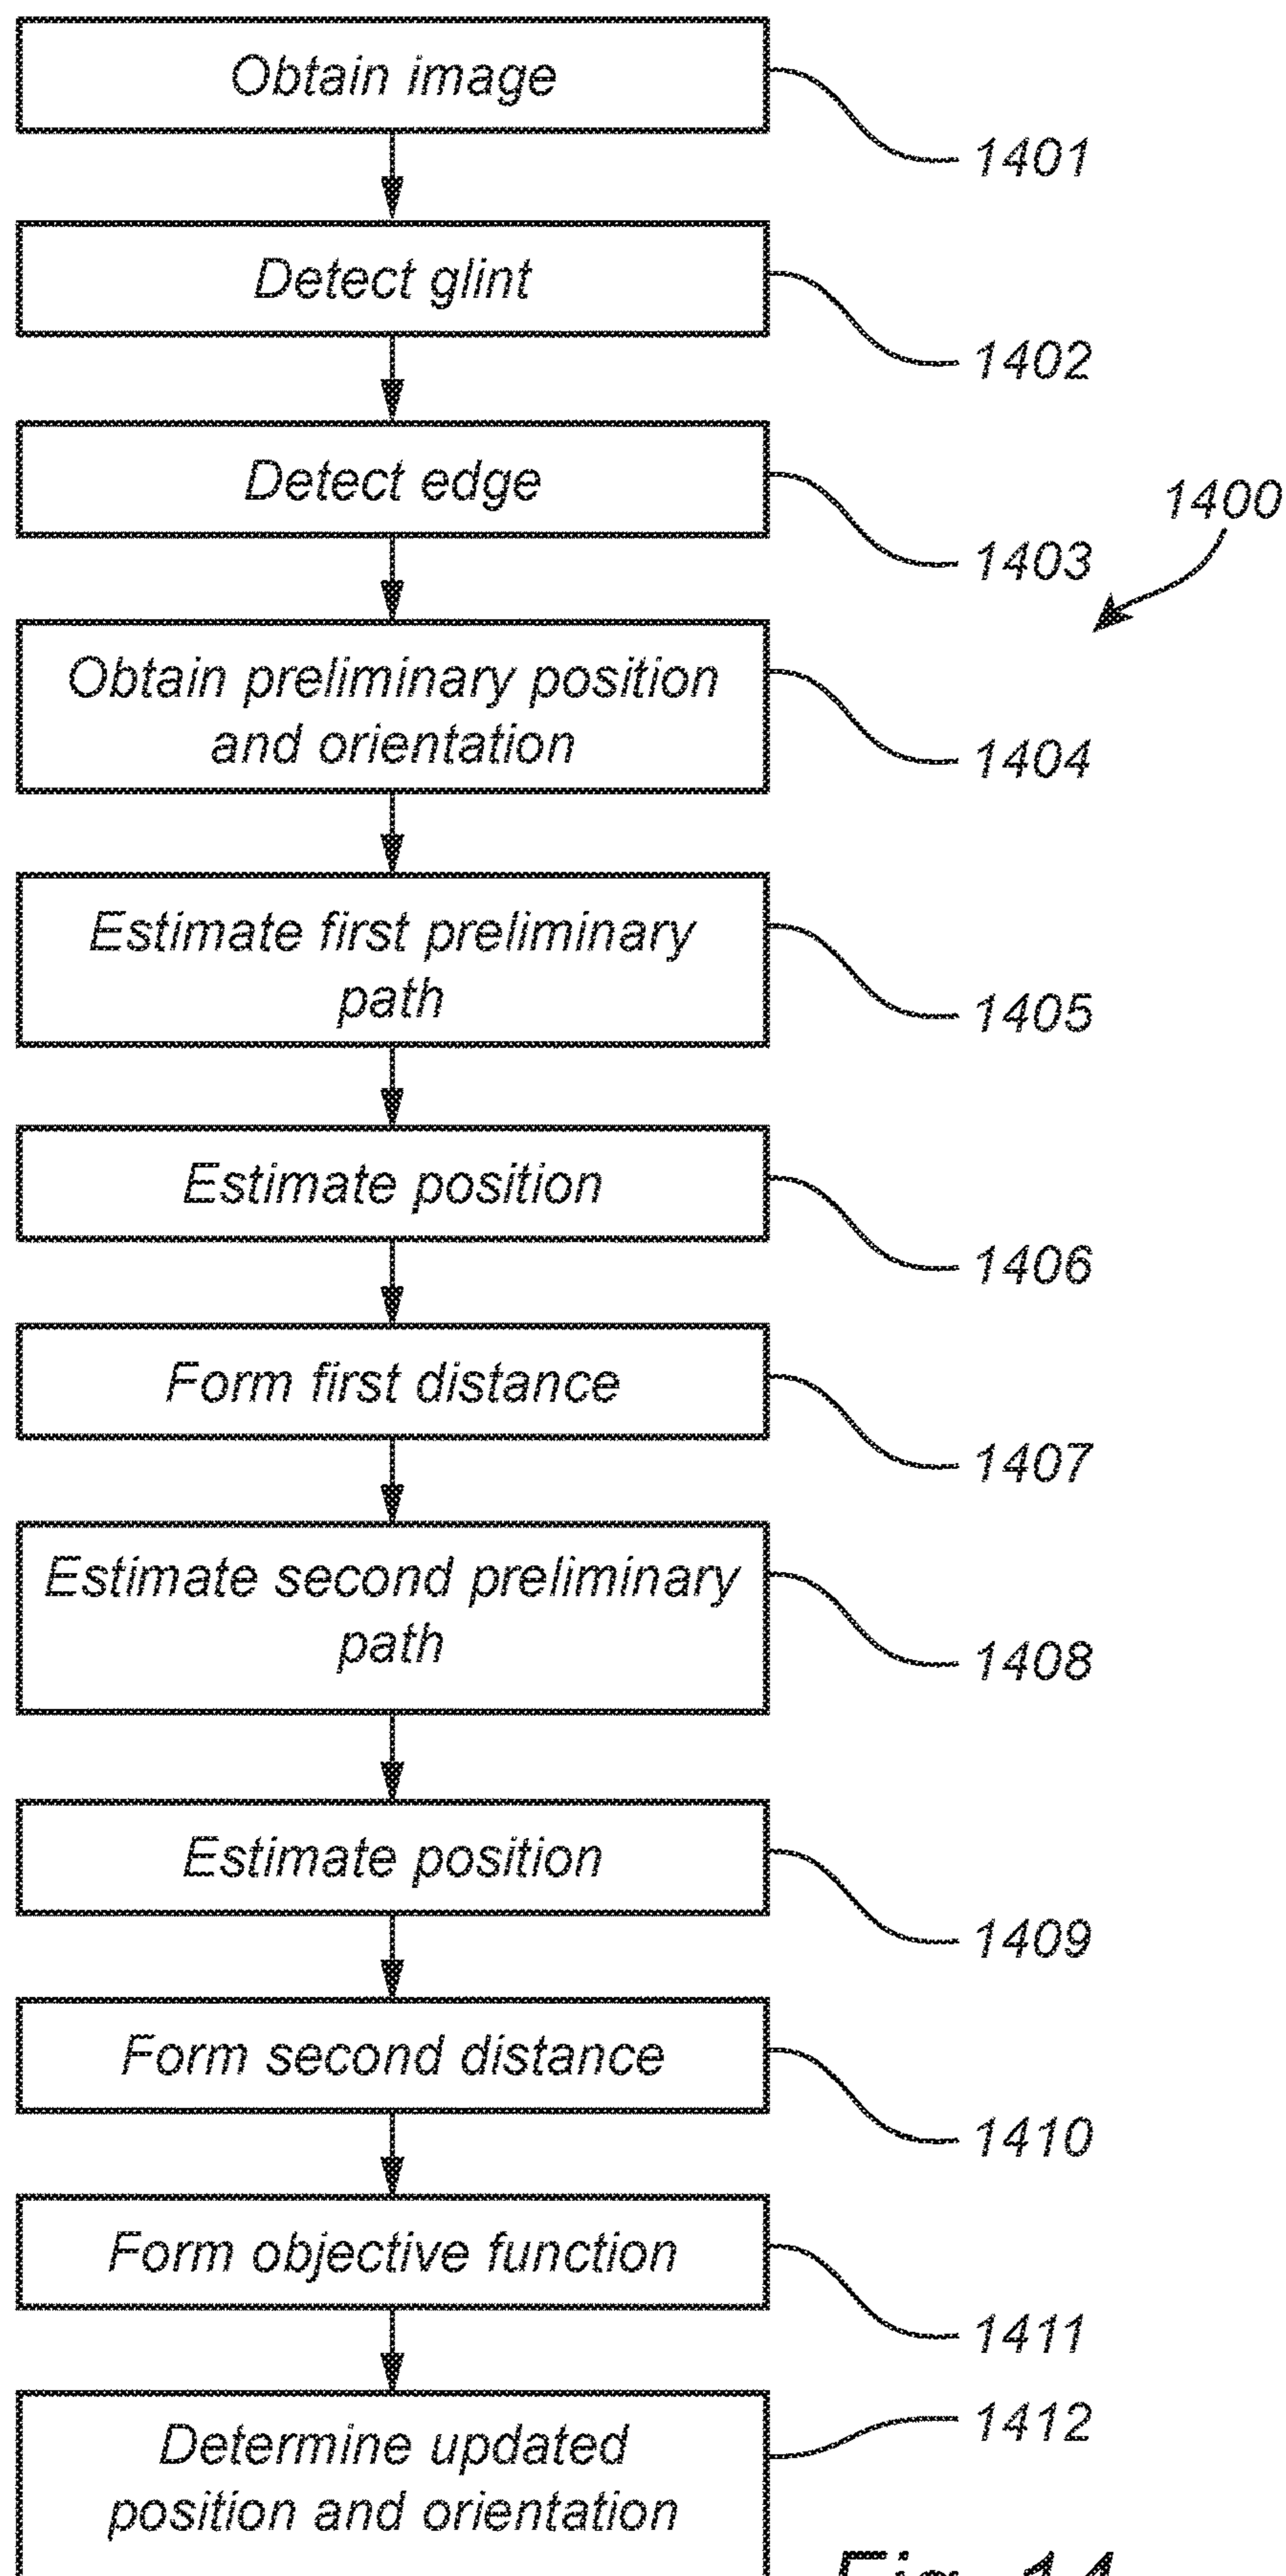 Obtain image
1401
Detect glint
1402
Detect edge
1403
1400
Obtain preliminary position
and orientation
1404
Estimate first preliminary
path
1405
Estimate position
1406
Form first distance
1407
Estimate second preliminary
path
1408
Estimate position
1409
Form second distance
1410
Form objective function
1411
Determine updated
position and orientation
1412
Fig. 14